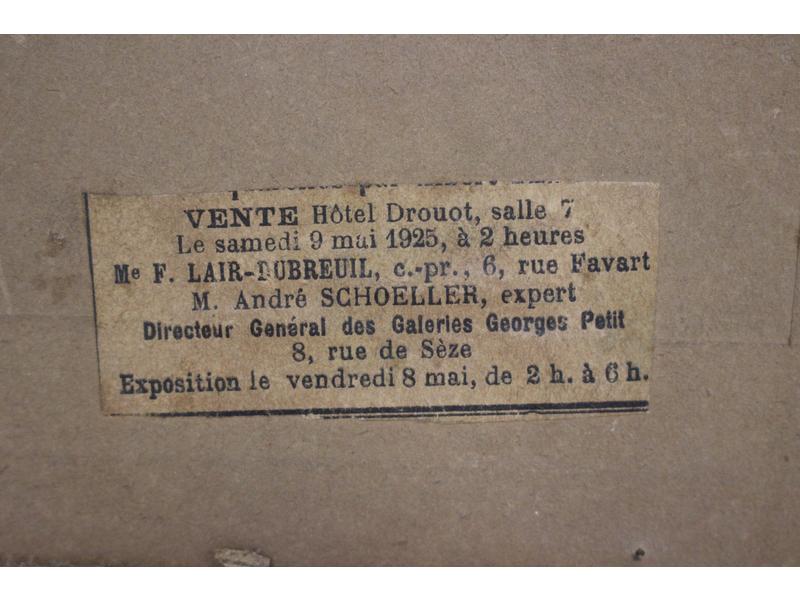 par
VENTE Hôtel Drouot, salle 7
Le samedi 9 mai 1925, à 2 heures
Me F. LAIR-DUBREUIL, c.-pr., 6, rue Favart
M. André SCHOELLER, expert
Directeur Général des Galeries Georges Petit
8, rue de Sèze
Exposition le vendredi 8 mai, de 2 h. à 6 h.